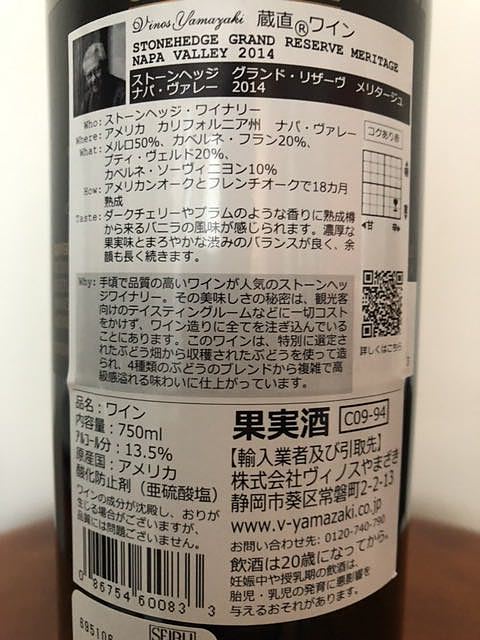 Vinos Yamazaki 蔵直®ワイン
STONEHEDGE GRAND RESERVE MERITAGE
NAPA VALLEY 2014
ストーンヘッジ グランド・リザーヴ メリタージュ
ナパ・ヴァレー 2014
Who: ストーンヘッジ・ワイナリー
Where: アメリカ カリフォルニア州 ナパ・ヴァレー
What: メルロ50%、カベルネ・フラン20%、
プティ・ヴェルド20%、
カベルネ・ソーヴィニヨン10%
How: アメリカンオークとフレンチオークで18カ月
熟成
Taste: ダークチェリーやプラムのような香りに熟成樽
から来るバニラの風味が感じられます。濃厚な
果実味とまろやかな渋みのバランスが良く、余
韻も長く続きます。
コクあり赤
◀甘
詳しくはこちら
Why: 手頃で品質の高いワインが人気のストーンヘ
ッジワイナリー。その美味しさの秘密は、観光客
向けのテイスティングルームなどに一切コスト
をかけず、ワイン造りに全てを注ぎ込んでいる
ことにあります。このワインは、特別に選定さ
れたぶどう畑から収穫されたぶどうを使って造
られ、4種類のぶどうのブレンドから複雑で高
級感溢れる味わいに仕上がっています。
品名：ワイン
内容量：750ml
アルコール分：13.5%
原産国：アメリカ
酸化防止剤（亜硫酸塩）
ワインの成分が沈殿し、おりが
生じる場合がございますが、
品質には問題ございません。
0 86754 60083 3
果実酒 C09-94
【輸入業者及び引取先】
株式会社ヴィノスやまざき
静岡市葵区常磐町2-2-13
www.v-yamazaki.co.jp
お問い合わせ先：0120-740-790
飲酒は20歳になってから。
妊娠中や授乳期の飲酒は、
胎児・乳児の発育に悪影響を
与えるおそれがあります。
SEIBU